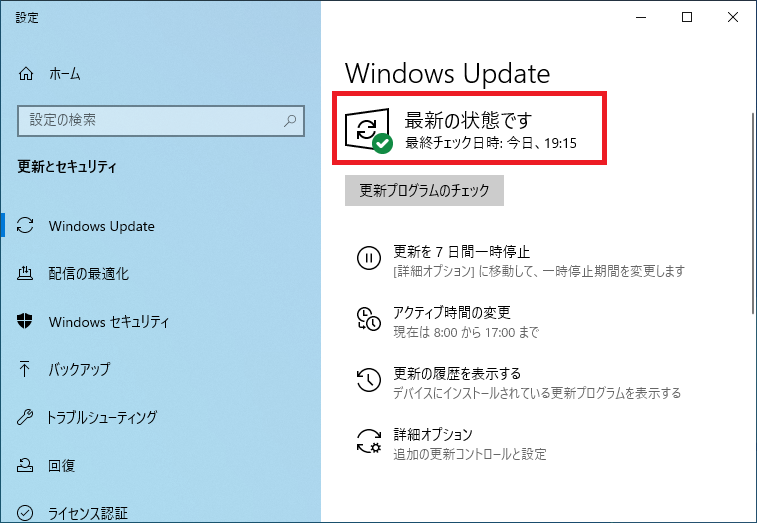 設定
ホーム
設定の検索
更新とセキュリティ
Windows Update
配信の最適化
Windows セキュリティ
バックアップ
トラブルシューティング
回復
ライセンス認証
Windows Update
最新の状態です
最終チェック日時: 今日、19:15
更新プログラムのチェック
更新を 7 日間一時停止
[詳細オプション] に移動して、一時停止期間を変更します
アクティブ時間の変更
現在は 8:00 から 17:00 まで
更新の履歴を表示する
デバイスにインストールされている更新プログラムを表示する
詳細オプション
追加の更新コントロールと設定